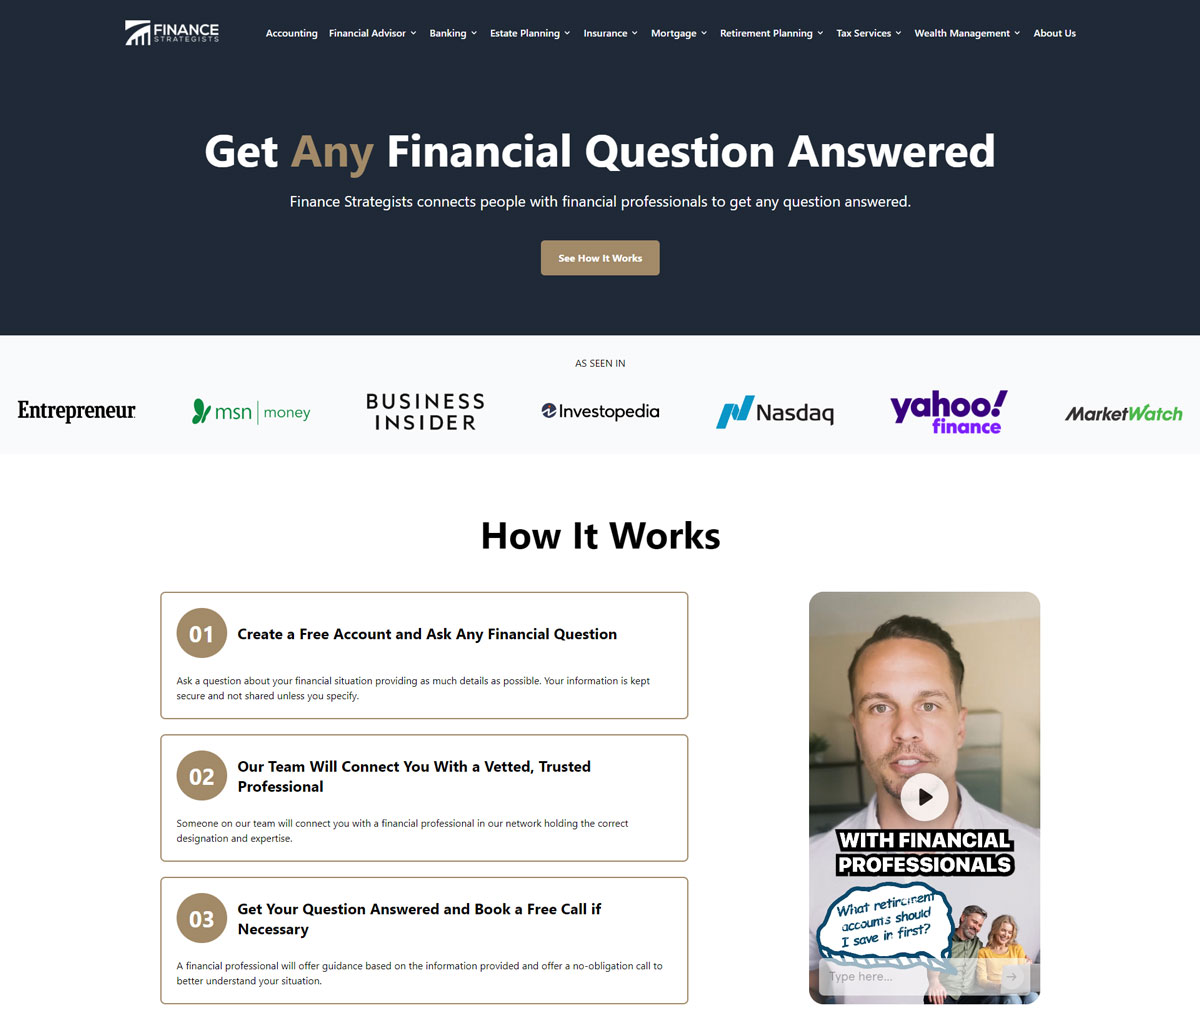 FINANCE
STRATEGISTS
Accounting Financial Advisor Banking Estate Planning Insurance Mortgage Retirement Planning Tax Services Wealth Management About Us
Get Any Financial Question Answered
Finance Strategists connects people with financial professionals to get any question answered.
See How It Works
AS SEEN IN
Entrepreneur
msn money
BUSINESS
INSIDER
Investopedia
Nasdaq
yahoo!
finance
MarketWatch
How It Works
01
Create a Free Account and Ask Any Financial Question
Ask a question about your financial situation providing as much details as possible. Your information is kept
secure and not shared unless you specify.
02
Our Team Will Connect You With a Vetted, Trusted
Professional
Someone on our team will connect you with a financial professional in our network holding the correct
designation and expertise.
03
Get Your Question Answered and Book a Free Call if
Necessary
A financial professional will offer guidance based on the information provided and offer a no-obligation call to
better understand your situation.
WITH FINANCIAL
PROFESSIONALS
What retirement
accounts should
I save in first?
Type here...